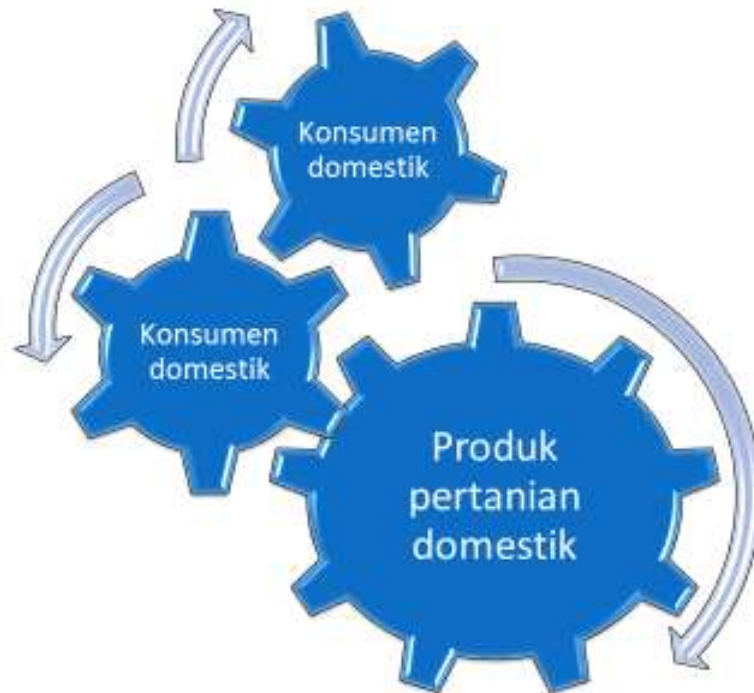 Konsumen
domestik
Konsumen
domestik
Produk
pertanian
domestik